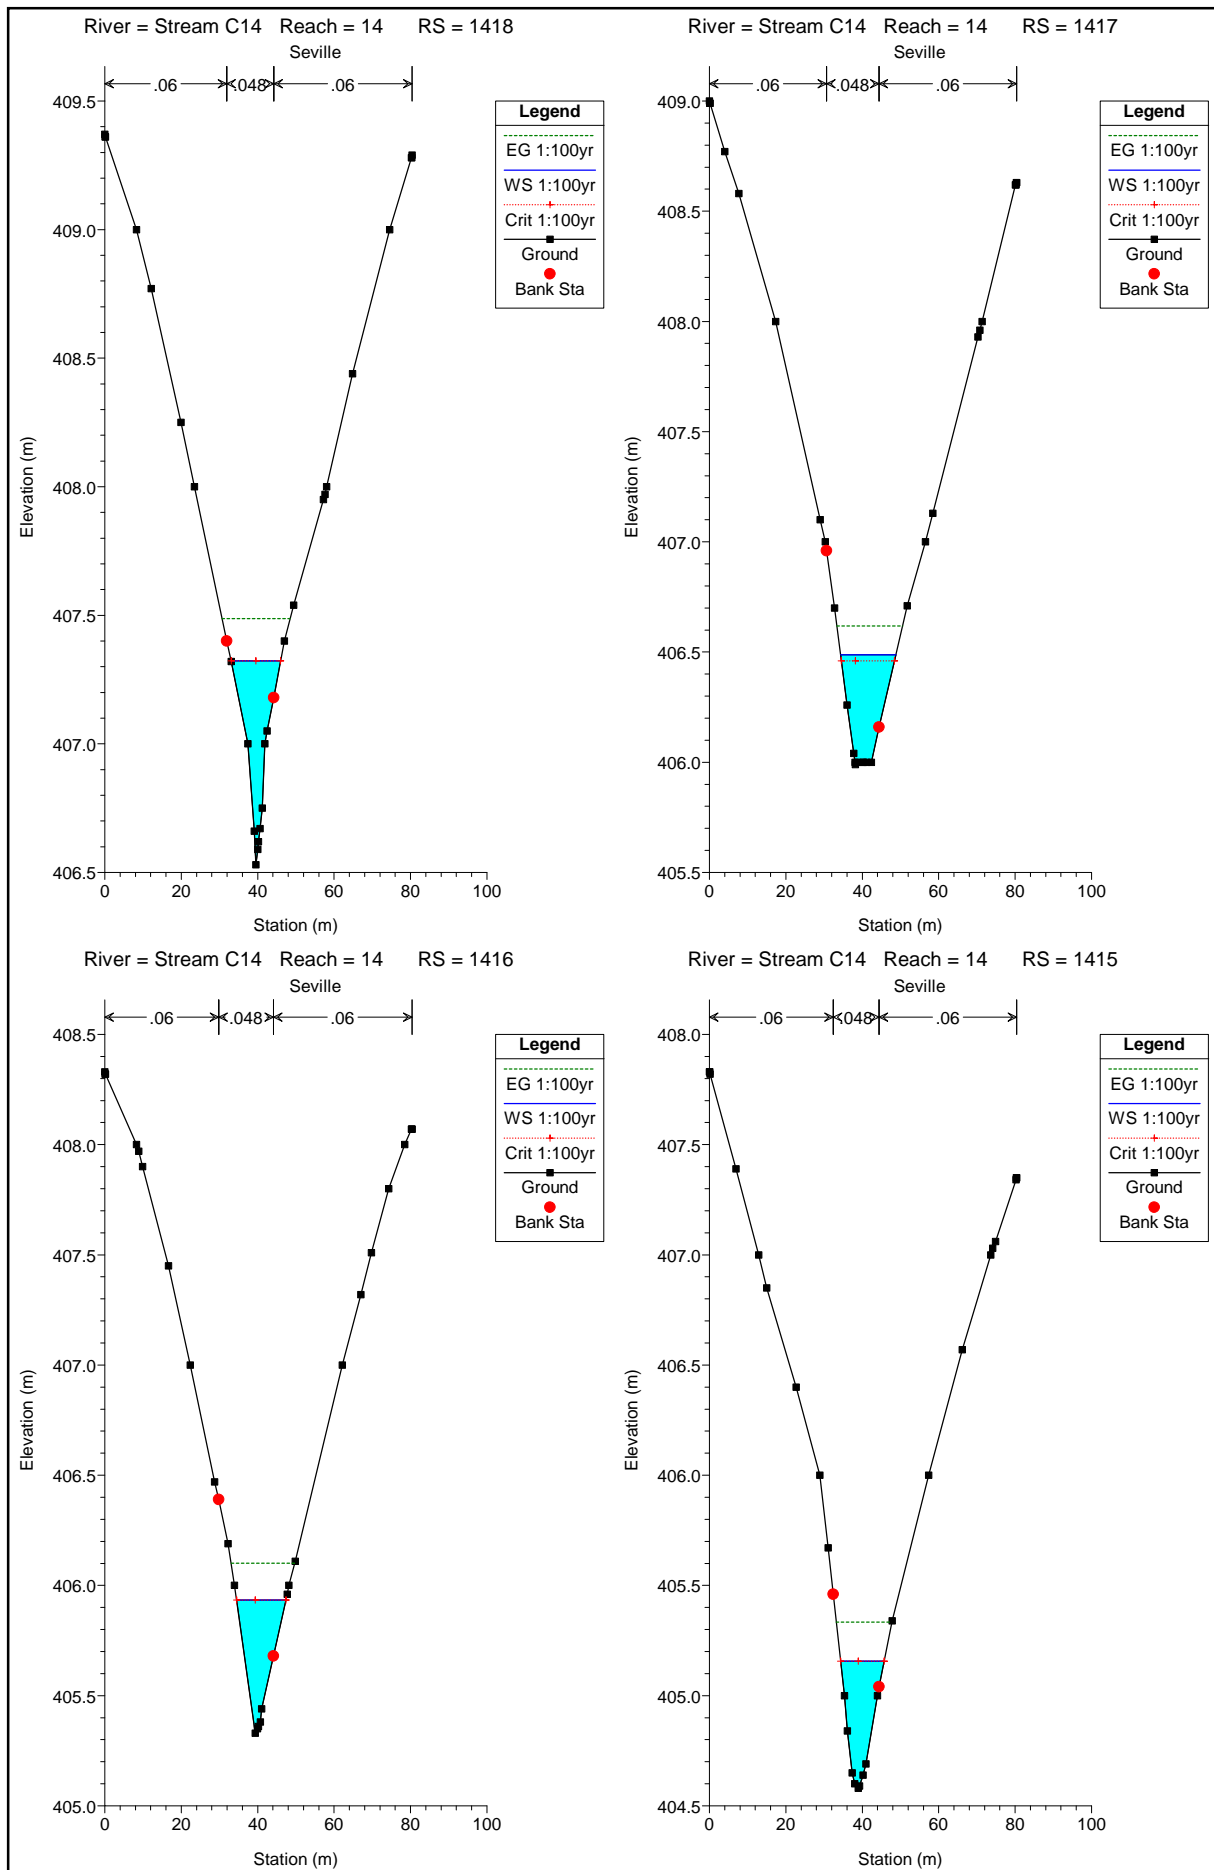 River = Stream C14 Reach = 14 RS = 1418
Seville
.06 .048 .06
409.5
409.0
408.5
408.0
407.5
407.0
406.5
Elevation (m)
0 20 40 60 80 100
Station (m)
Legend
EG 1:100yr
WS 1:100yr
Crit 1:100yr
Ground
Bank Sta
River = Stream C14 Reach = 14 RS = 1417
Seville
.06 .048 .06
409.0
408.5
408.0
407.5
407.0
406.5
406.0
405.5
Elevation (m)
0 20 40 60 80 100
Station (m)
Legend
EG 1:100yr
WS 1:100yr
Crit 1:100yr
Ground
Bank Sta
River = Stream C14 Reach = 14 RS = 1416
Seville
.06 .048 .06
408.5
408.0
407.5
407.0
406.5
406.0
405.5
405.0
Elevation (m)
0 20 40 60 80 100
Station (m)
Legend
EG 1:100yr
WS 1:100yr
Crit 1:100yr
Ground
Bank Sta
River = Stream C14 Reach = 14 RS = 1415
Seville
.06 .048 .06
408.0
407.5
407.0
406.5
406.0
405.5
405.0
404.5
Elevation (m)
0 20 40 60 80 100
Station (m)
Legend
EG 1:100yr
WS 1:100yr
Crit 1:100yr
Ground
Bank Sta